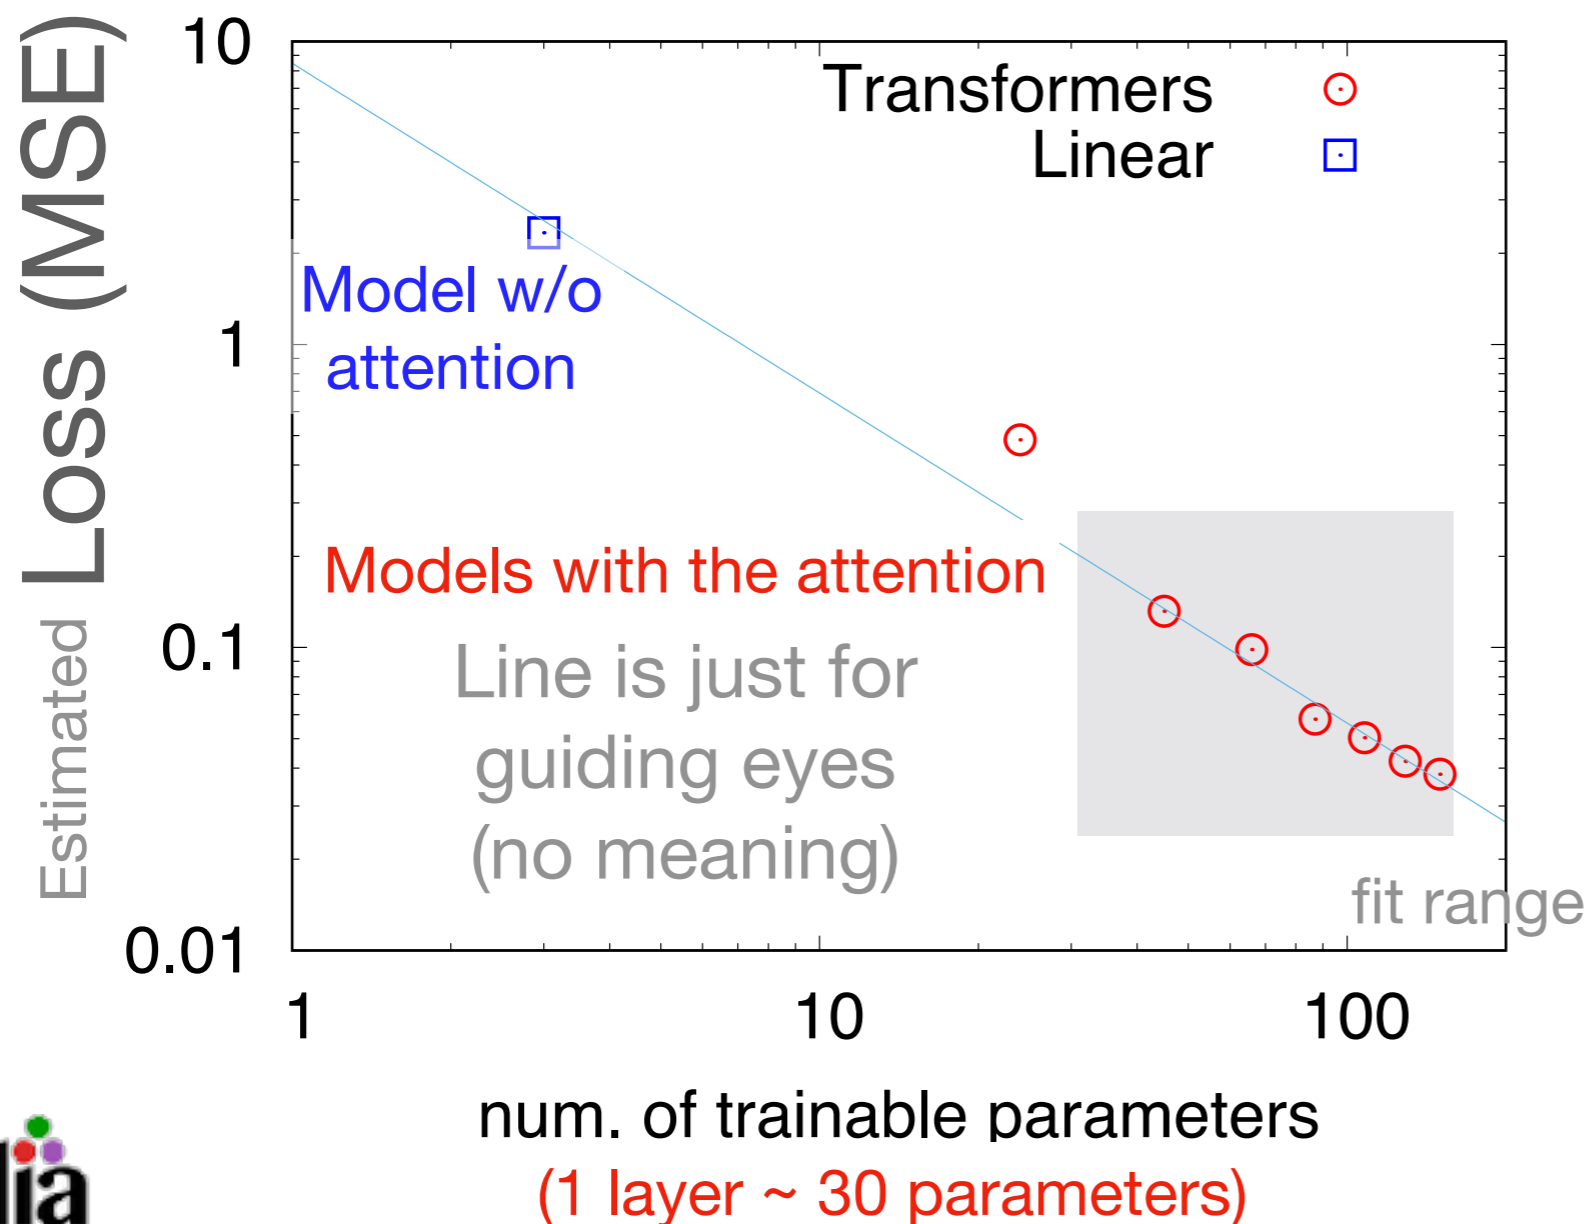 Estimated Loss (MSE)
10
1
0.1
0.01
Transformers
Linear
Model w/o
attention
Models with the attention
Line is just for
guiding eyes
(no meaning)
fit range
1
10
100
num. of trainable parameters
(1 layer ~ 30 parameters)